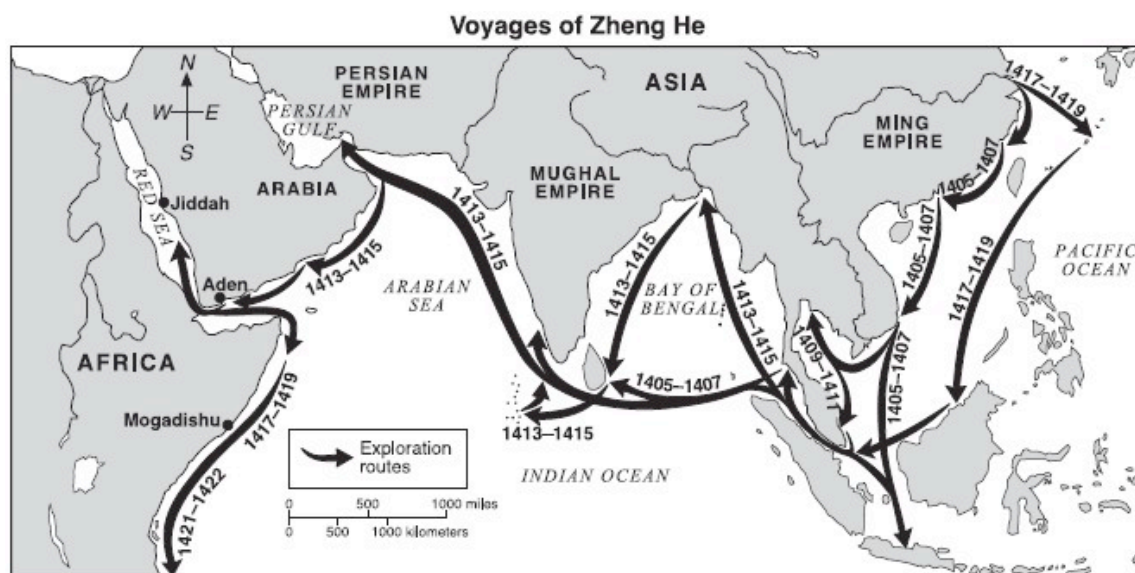 Voyages of Zheng He
N
W E
S
PERSIAN
EMPIRE
PERSIAN
GULF
ASIA
MING
EMPIRE
1417–1419
ARABIA
MUGHAL
EMPIRE
RED SEA
Jiddah
1405–1407
1413–1415
1413–1415
1405–1407
1417–1419
PACIFIC
OCEAN
Aden
1413–1415
ARABIAN
SEA
BAY OF
BENGAL
1413–1415
1409–1411
1405–1407
AFRICA
1405–1407
Mogadishu
1417–1419
1413–1415
Exploration
routes
INDIAN OCEAN
1421–1422
0 500 1000 miles
0 500 1000 kilometers